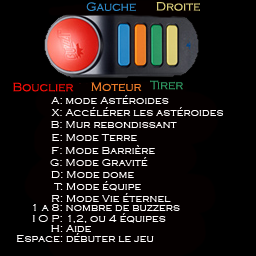 Gauche Droite
Bouclier Moteur Tirer
A: mode Astéroides
X: Accélérer les astéroides
B: Mur rebondissant
E: Mode Terre
F: Mode Barrière
G: Mode Gravité
D: Mode dome
T: Mode équipe
R: Mode Vie éternel
1 a 8: nombre de buzzers
I O P: 1,2, ou 4 équipes
H: Aide
Espace: débuter le jeu